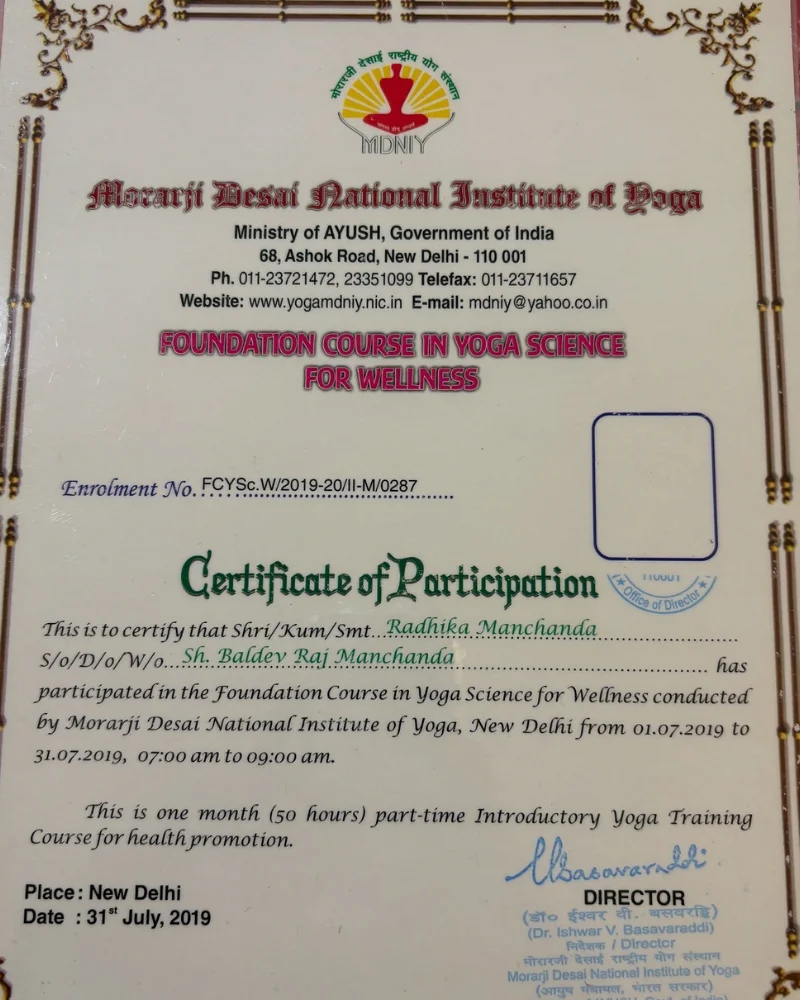 मोरारजी देसाई राष्ट्रीय योग संस्थान
MDNIY
Morarji Desai National Institute of Yoga
Ministry of AYUSH, Government of India
68, Ashok Road, New Delhi - 110 001
Ph. 011-23721472, 23351099 Telefax: 011-23711657
Website: www.yogamdniy.nic.in E-mail: mdniy@yahoo.co.in
FOUNDATION COURSE IN YOGA SCIENCE
FOR WELLNESS
Enrolment No. FCYSc.W/2019-20/II-M/0287
Certificate of Participation
110001
Office of Director
This is to certify that Shri/Kum/Smt...Radhika Manchanda
S/o/D/o/W/o...Sh. Baldev Raj Manchanda has
participated in the Foundation Course in Yoga Science for Wellness conducted
by Morarji Desai National Institute of Yoga, New Delhi from 01.07.2019 to
31.07.2019, 07:00 am to 09:00 am.
This is one month (50 hours) part-time Introductory Yoga Training
Course for health promotion.
Place : New Delhi
Date : 31st July, 2019
DIRECTOR
(डॉ० ईश्वर वी. बसवरड्डि)
(Dr. Ishwar V. Basavaraddi)
निदेशक / Director
मोरारजी देसाई राष्ट्रीय योग संस्थान
Morarji Desai National Institute of Yoga
(आयुष मंत्रालय, भारत सरकार)